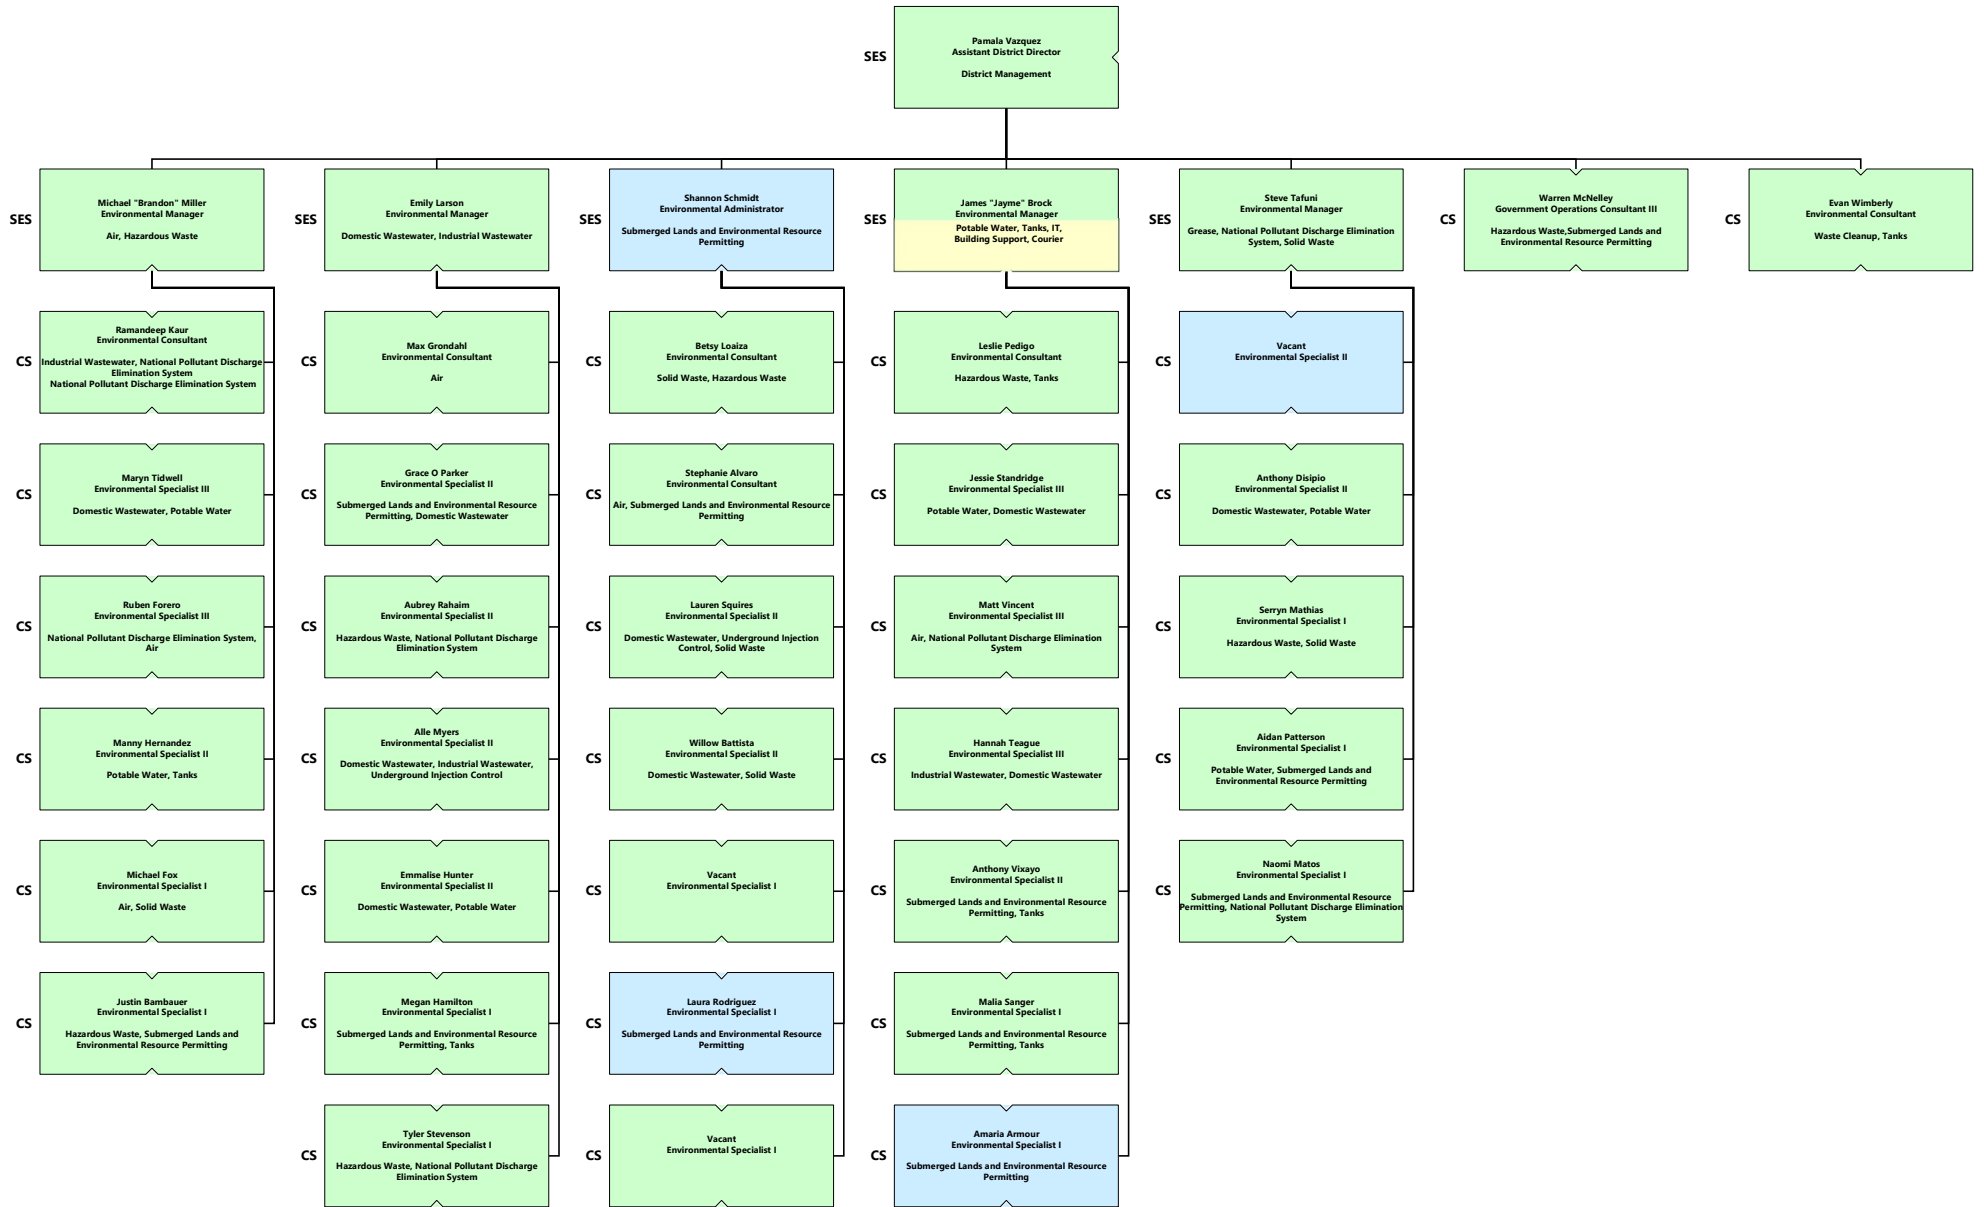 SES
Pamala Vazquez
Assistant District Director
District Management
SES
Michael "Brandon" Miller
Environmental Manager
Air, Hazardous Waste
SES
Emily Larson
Environmental Manager
Domestic Wastewater, Industrial Wastewater
SES
Shannon Schmidt
Environmental Administrator
Submerged Lands and Environmental Resource
Permitting
SES
James "Jayme" Brock
Environmental Manager
Potable Water, Tanks, IT,
Building Support, Courier
SES
Steve Tafuni
Environmental Manager
Grease, National Pollutant Discharge Elimination
System, Solid Waste
CS
Warren McNelley
Government Operations Consultant III
Hazardous Waste,Submerged Lands and
Environmental Resource Permitting
CS
Evan Wimberly
Environmental Consultant
Waste Cleanup, Tanks
CS
Ramandeep Kaur
Environmental Consultant
Industrial Wastewater, National Pollutant Discharge
Elimination System
National Pollutant Discharge Elimination System
CS
Max Grondahl
Environmental Consultant
Air
CS
Betsy Loaiza
Environmental Consultant
Solid Waste, Hazardous Waste
CS
Leslie Pedigo
Environmental Consultant
Hazardous Waste, Tanks
CS
Vacant
Environmental Specialist II
CS
Maryn Tidwell
Environmental Specialist III
Domestic Wastewater, Potable Water
CS
Grace O Parker
Environmental Specialist II
Submerged Lands and Environmental Resource
Permitting, Domestic Wastewater
CS
Stephanie Alvaro
Environmental Consultant
Air, Submerged Lands and Environmental Resource
Permitting
CS
Jessie Standridge
Environmental Specialist III
Potable Water, Domestic Wastewater
CS
Anthony Disipio
Environmental Specialist II
Domestic Wastewater, Potable Water
CS
Ruben Forero
Environmental Specialist III
National Pollutant Discharge Elimination System,
Air
CS
Aubrey Rahaim
Environmental Specialist II
Hazardous Waste, National Pollutant Discharge
Elimination System
CS
Lauren Squires
Environmental Specialist II
Domestic Wastewater, Underground Injection
Control, Solid Waste
CS
Matt Vincent
Environmental Specialist III
Air, National Pollutant Discharge Elimination
System
CS
Serryn Mathias
Environmental Specialist I
Hazardous Waste, Solid Waste
CS
Manny Hernandez
Environmental Specialist II
Potable Water, Tanks
CS
Alle Myers
Environmental Specialist II
Domestic Wastewater, Industrial Wastewater,
Underground Injection Control
CS
Willow Battista
Environmental Specialist II
Domestic Wastewater, Solid Waste
CS
Hannah Teague
Environmental Specialist III
Industrial Wastewater, Domestic Wastewater
CS
Aidan Patterson
Environmental Specialist I
Potable Water, Submerged Lands and
Environmental Resource Permitting
CS
Michael Fox
Environmental Specialist I
Air, Solid Waste
CS
Emmalise Hunter
Environmental Specialist II
Domestic Wastewater, Potable Water
CS
Vacant
Environmental Specialist I
CS
Anthony Vixayo
Environmental Specialist II
Submerged Lands and Environmental Resource
Permitting, Tanks
CS
Naomi Matos
Environmental Specialist I
Submerged Lands and Environmental Resource
Permitting, National Pollutant Discharge Elimination
System
CS
Justin Bambauer
Environmental Specialist I
Hazardous Waste, Submerged Lands and
Environmental Resource Permitting
CS
Megan Hamilton
Environmental Specialist I
Submerged Lands and Environmental Resource
Permitting, Tanks
CS
Laura Rodriguez
Environmental Specialist I
Submerged Lands and Environmental Resource
Permitting
CS
Malia Sanger
Environmental Specialist I
Submerged Lands and Environmental Resource
Permitting, Tanks
CS
Tyler Stevenson
Environmental Specialist I
Hazardous Waste, National Pollutant Discharge
Elimination System
CS
Vacant
Environmental Specialist I
CS
Amaria Armour
Environmental Specialist I
Submerged Lands and Environmental Resource
Permitting